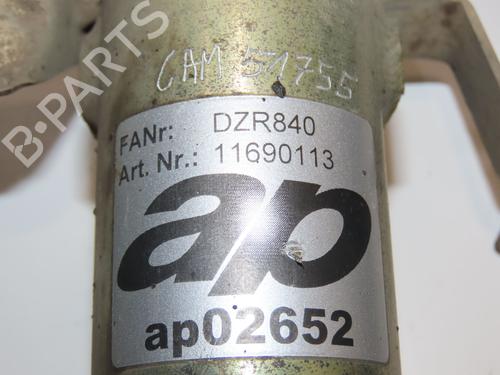 CAM 51755
FANr: DZR840
Art. Nr.: 11690113
ap
ap02652
B-PARTS